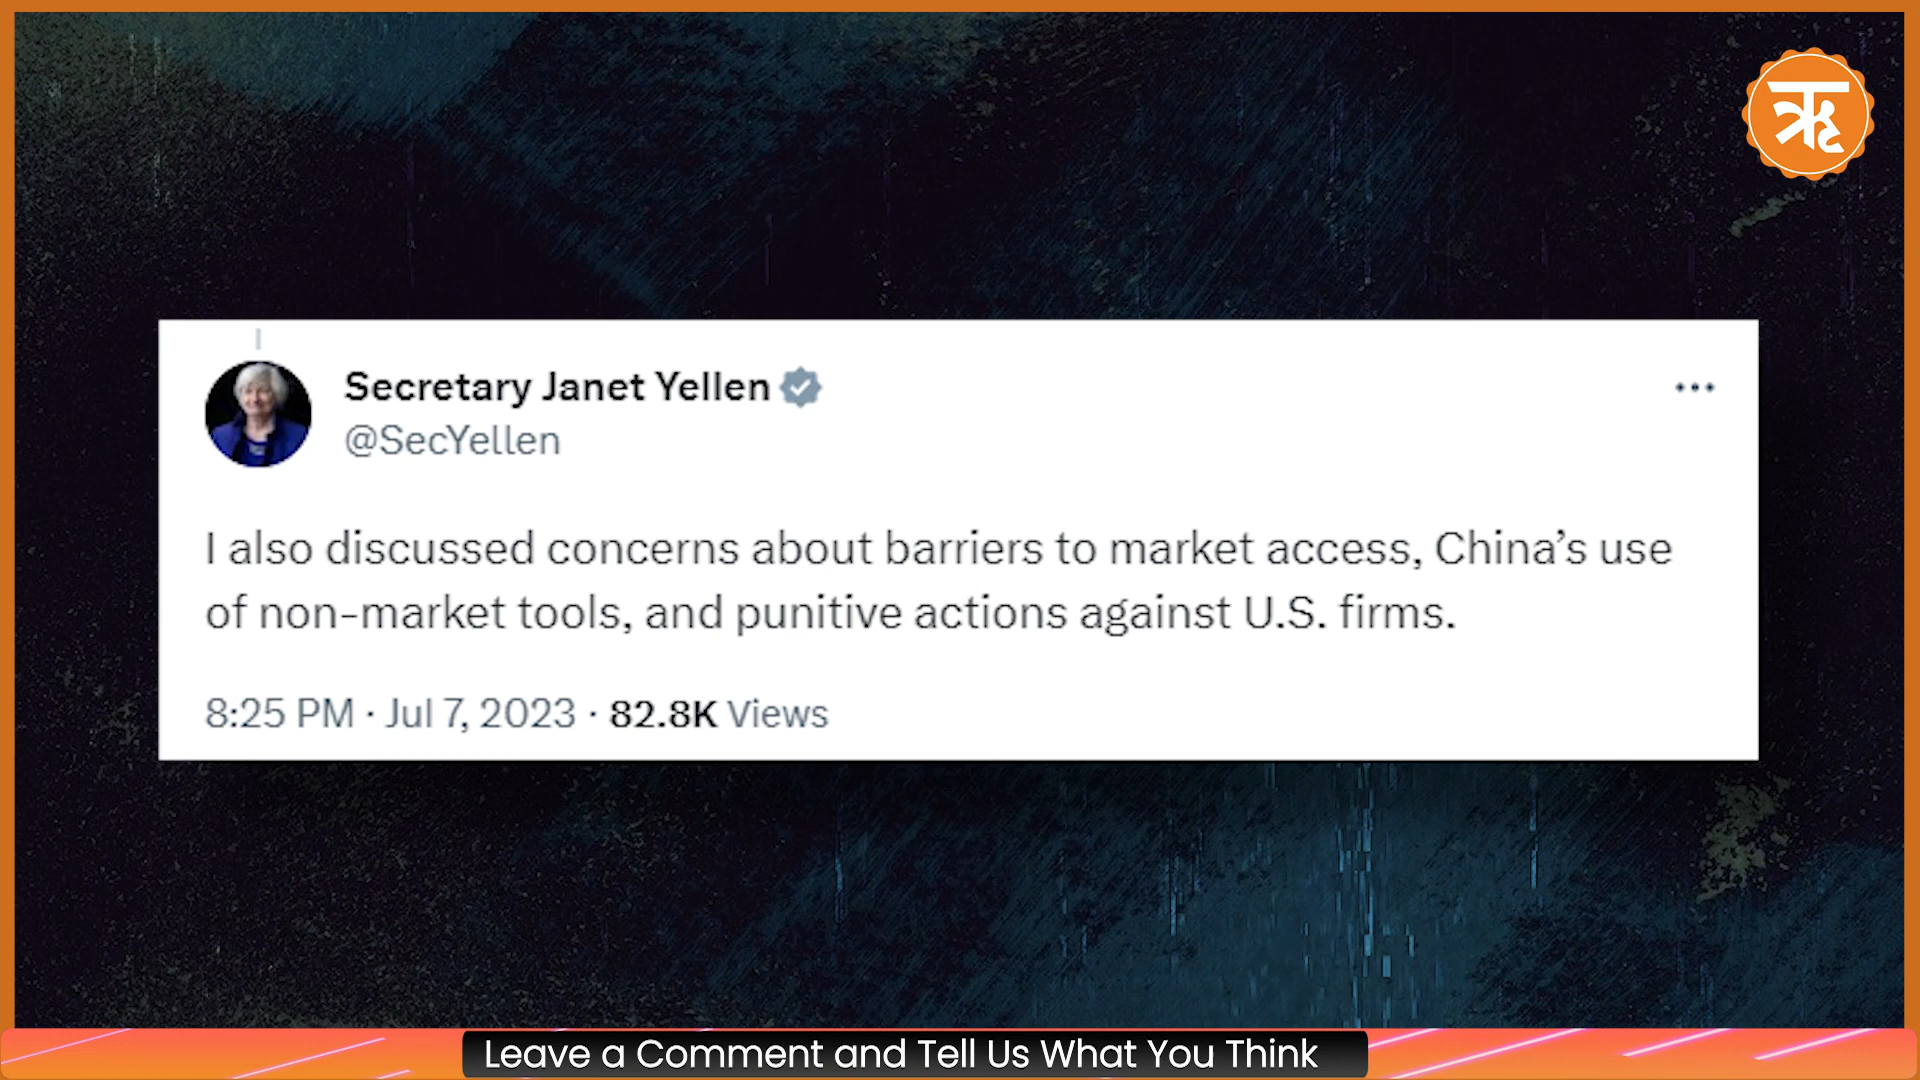 ऋ
Secretary Janet Yellen
@SecYellen
I also discussed concerns about barriers to market access, China’s use
of non-market tools, and punitive actions against U.S. firms.
8:25 PM · Jul 7, 2023 · 82.8K Views
Leave a Comment and Tell Us What You Think